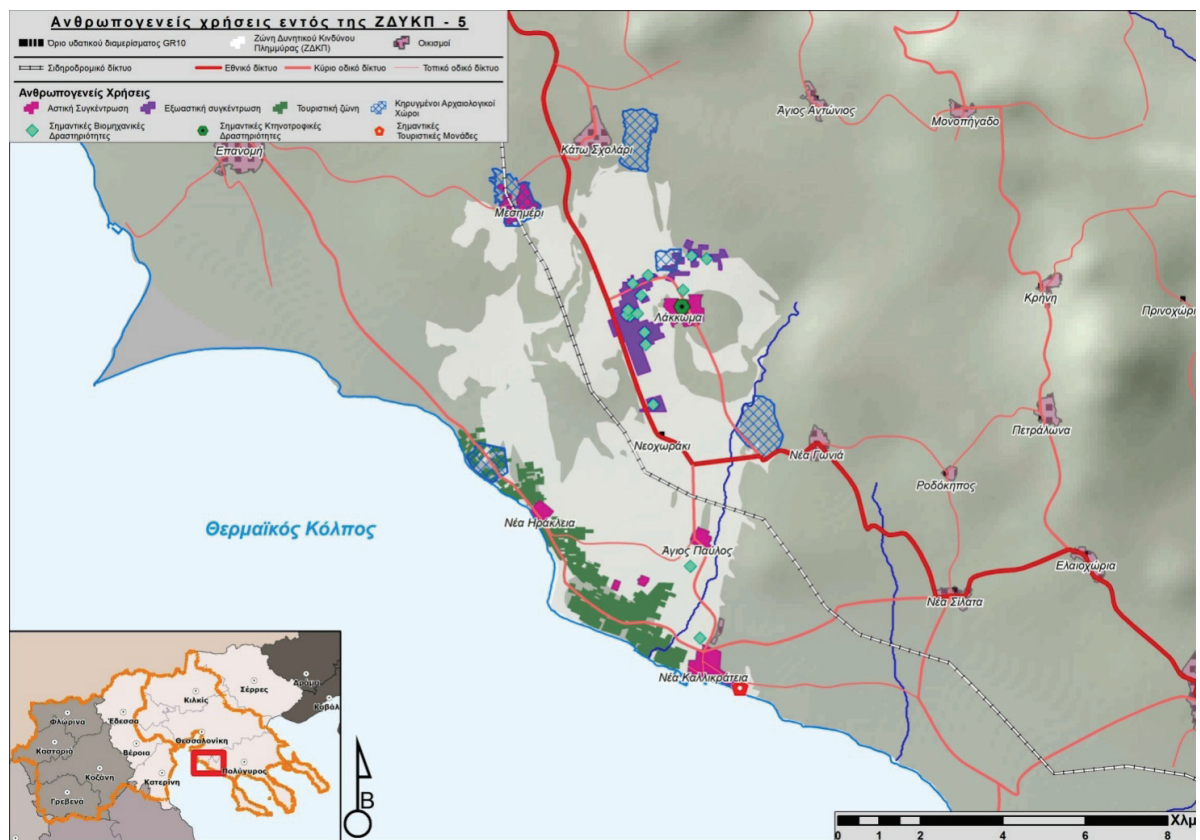 Ανθρωπογενείς χρήσεις εντός της ΖΔΥΚΠ - 5
Όριο υδατικού διαμερίσματος GR10
Ζώνη Δυνητικού Κινδύνου
Πλημμύρας (ΖΔΚΠ)
Οικισμοί
Σιδηροδρομικό δίκτυο
Εθνικό δίκτυο
Κύριο οδικό δίκτυο
Τοπικό οδικό δίκτυο
Ανθρωπογενείς Χρήσεις
Αστική Συγκέντρωση
Εξωαστική συγκέντρωση
Τουριστική ζώνη
Κηρυγμένοι Αρχαιολογικοί
Χώροι
Σημαντικές Βιομηχανικές
Δραστηριότητες
Σημαντικές Κτηνοτροφικές
Δραστηριότητες
Σημαντικές
Τουριστικές Μονάδες
Άγιος Αντώνιος
Μονοπήγαδο
Επανομή
Κάτω Σχολάρι
Μεσημέρι
Κρήνη
Πρινοχώρι
Λάκκωμα
Πετράλωνα
Νεοχωράκι
Νέα Γωνιά
Ροδόκηπος
Νέα Ηράκλεια
Θερμαϊκός Κόλπος
Άγιος Παύλος
Ελαιοχώρια
Νέα Σίλατα
Νέα Καλλικράτεια
Σέρρες
Δράμα
Κιλκίς
Φλώρινα
Έδεσσα
Θεσσαλονίκη
Καστοριά
Βέροια
Κοζάνη
Πολύγυρος
Κατερίνη
Γρεβενά
Β
Χλμ
0 1 2 4 6 8